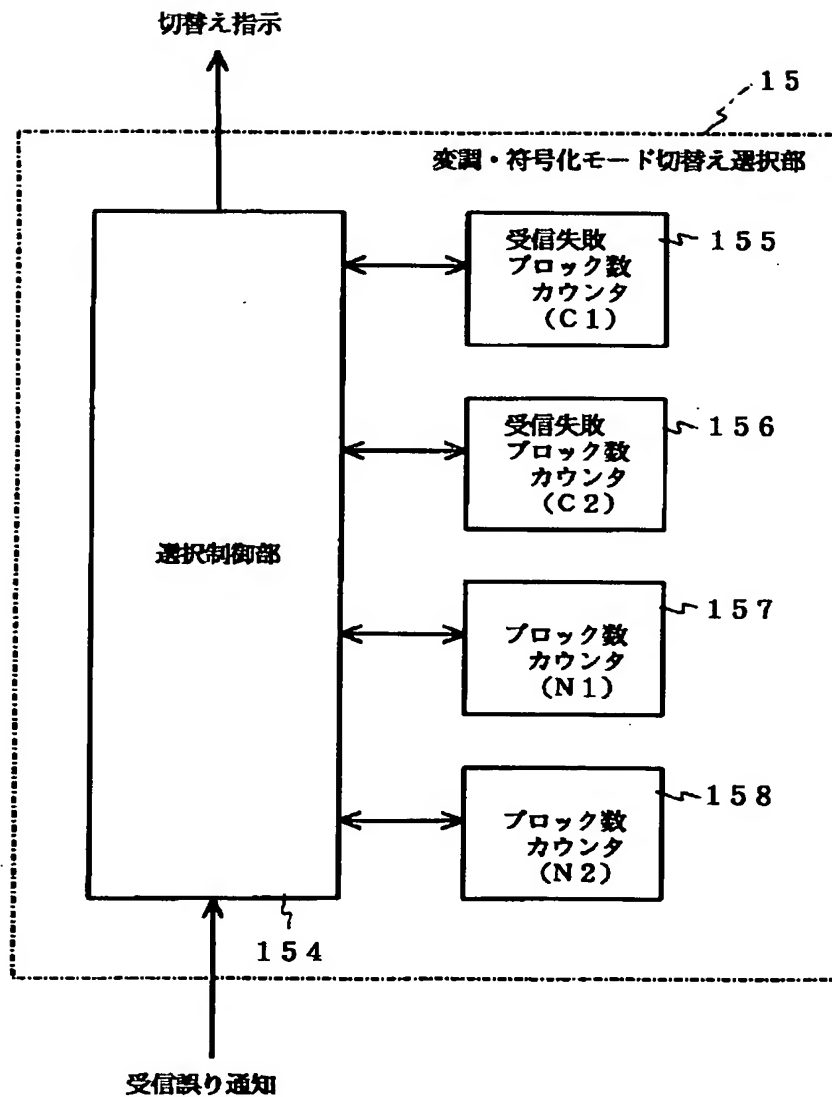 切替え指示
15
変調・符号化モード切替え選択部
受信失敗
ブロック数
カウンタ
(C1)
155
受信失敗
ブロック数
カウンタ
(C2)
156
選択制御部
ブロック数
カウンタ
(N1)
157
ブロック数
カウンタ
(N2)
158
154
受信誤り通知